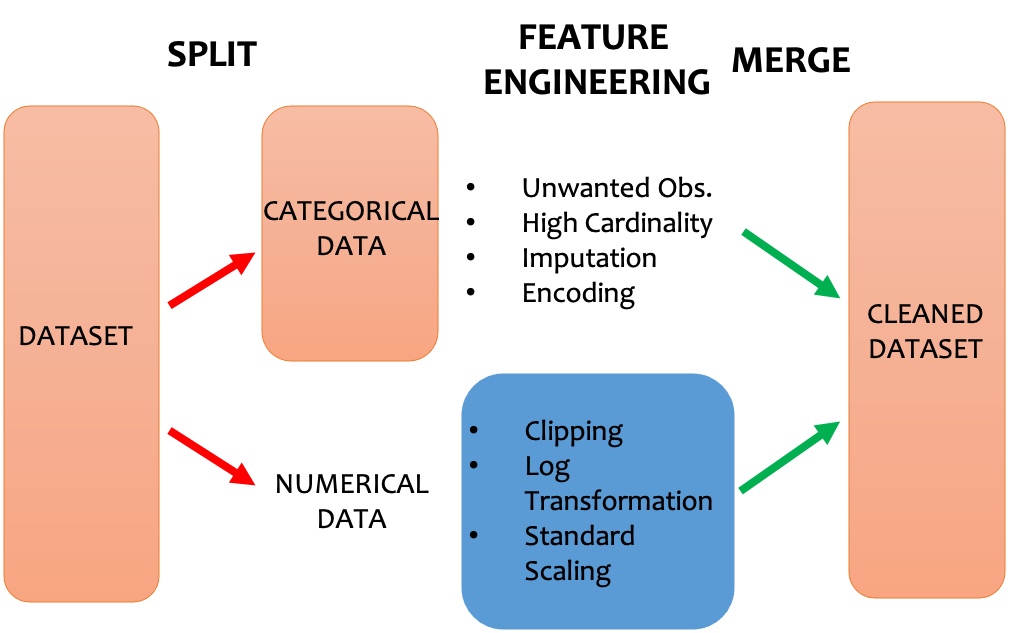 SPLIT
FEATURE
ENGINEERING
MERGE
DATASET
CATEGORICAL
DATA
• Unwanted Obs.
• High Cardinality
• Imputation
• Encoding
NUMERICAL
DATA
• Clipping
• Log
Transformation
• Standard
Scaling
CLEANED
DATASET